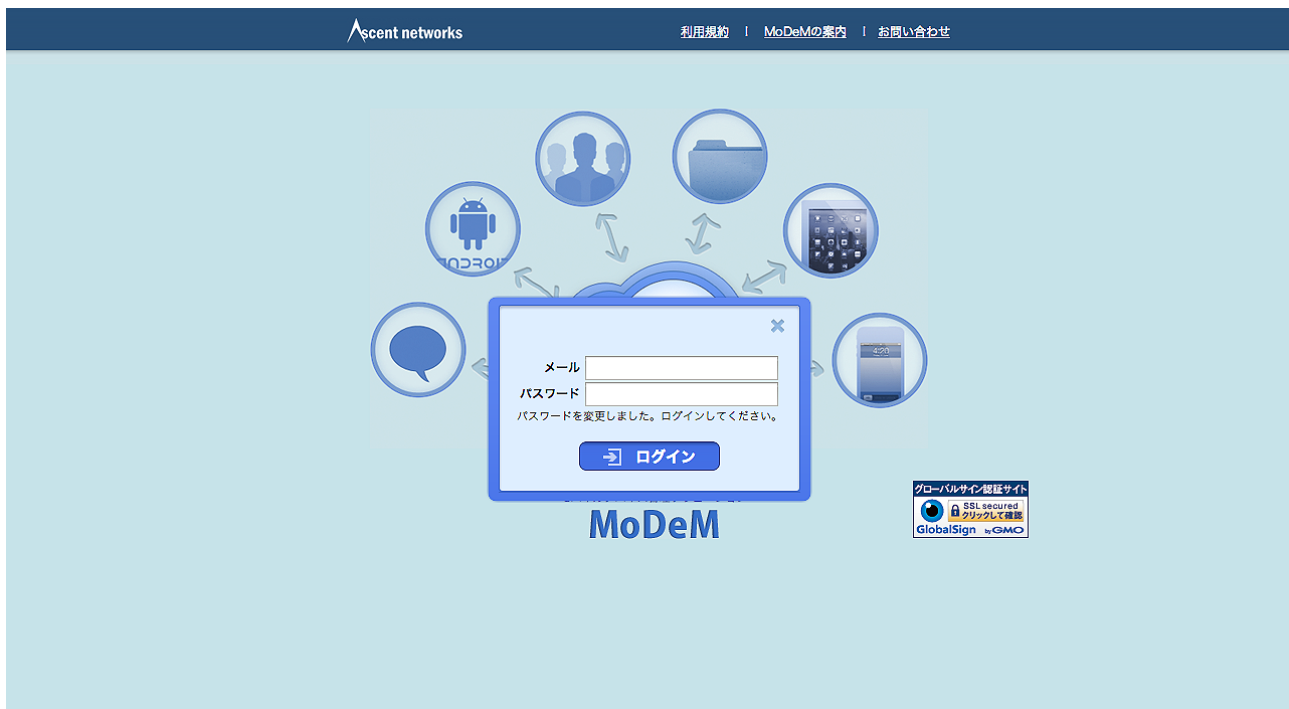 Ascent networks
利用規約 | MoDeMの案内 | お問い合わせ
ANDROID
4:20
メール
パスワード
パスワードを変更しました。ログインしてください。
ログイン
MoDeM
グローバルサイン認証サイト
SSL secured
クリックして確認
GlobalSign by GMO